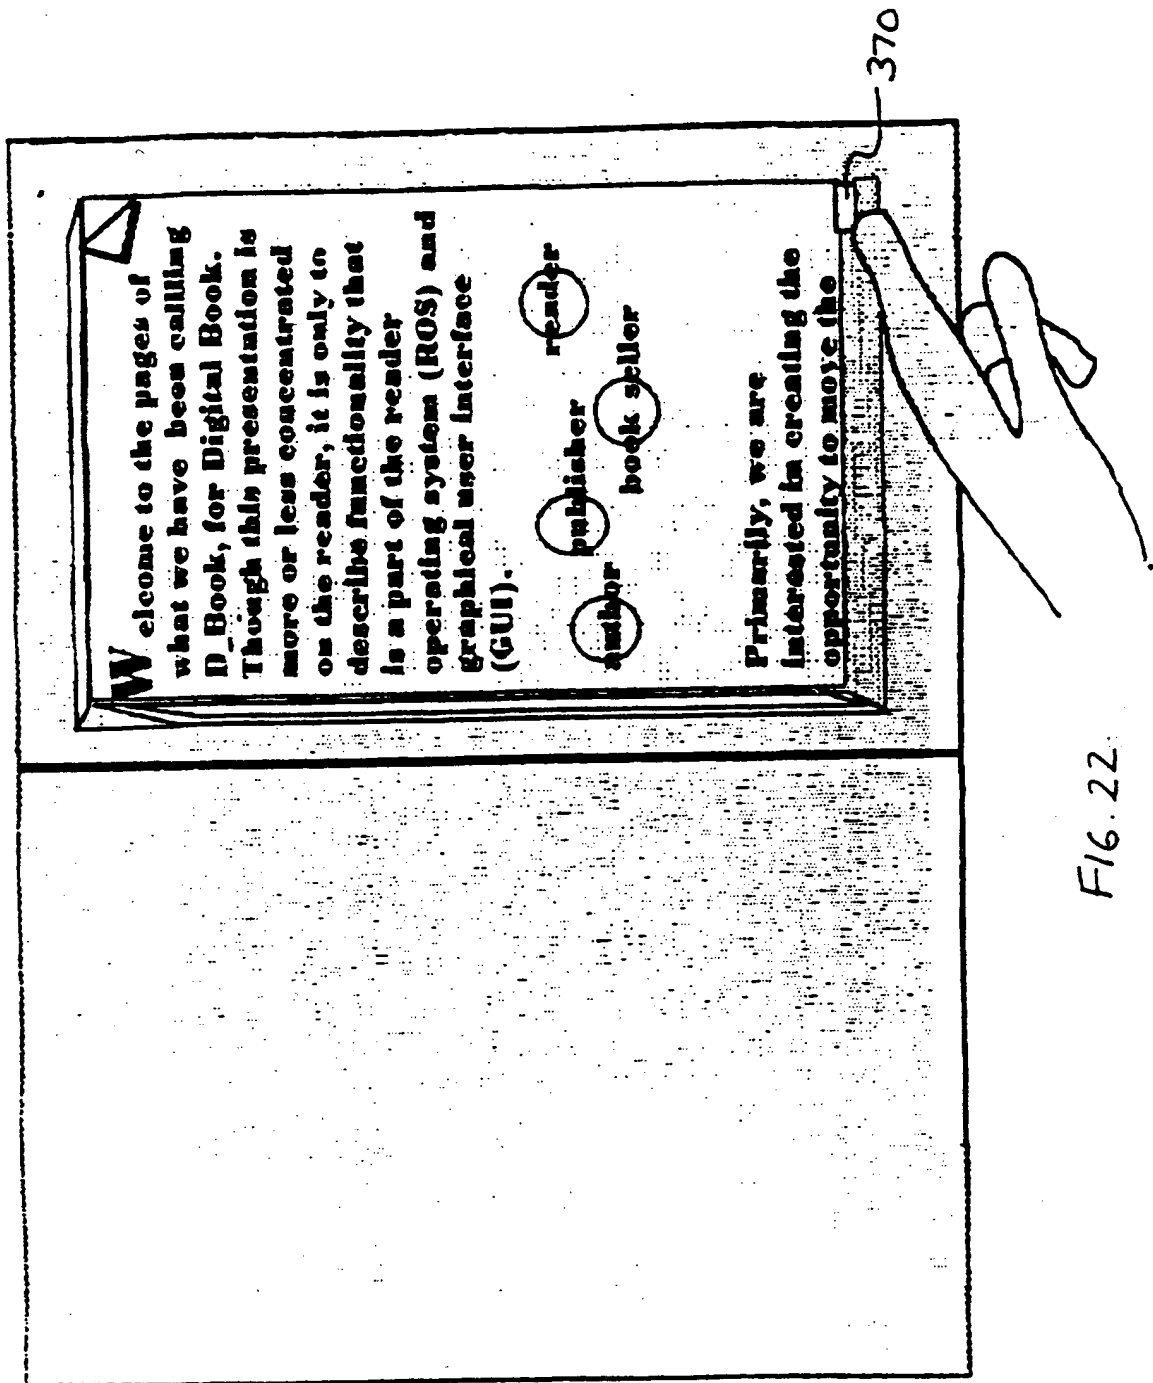 Welcome to the pages of
what we have been callling
D_Book, for Digital Book.
Though this presentation is
more or less concentrated
on the reader, it is only to
describe functionality that
is a part of the reader
operating system (ROS) and
graphical user interface
(GUI).
author
publisher
book seller
reader
Primarily, we are
interested in creating the
opportunity to move the
370
FIG. 22